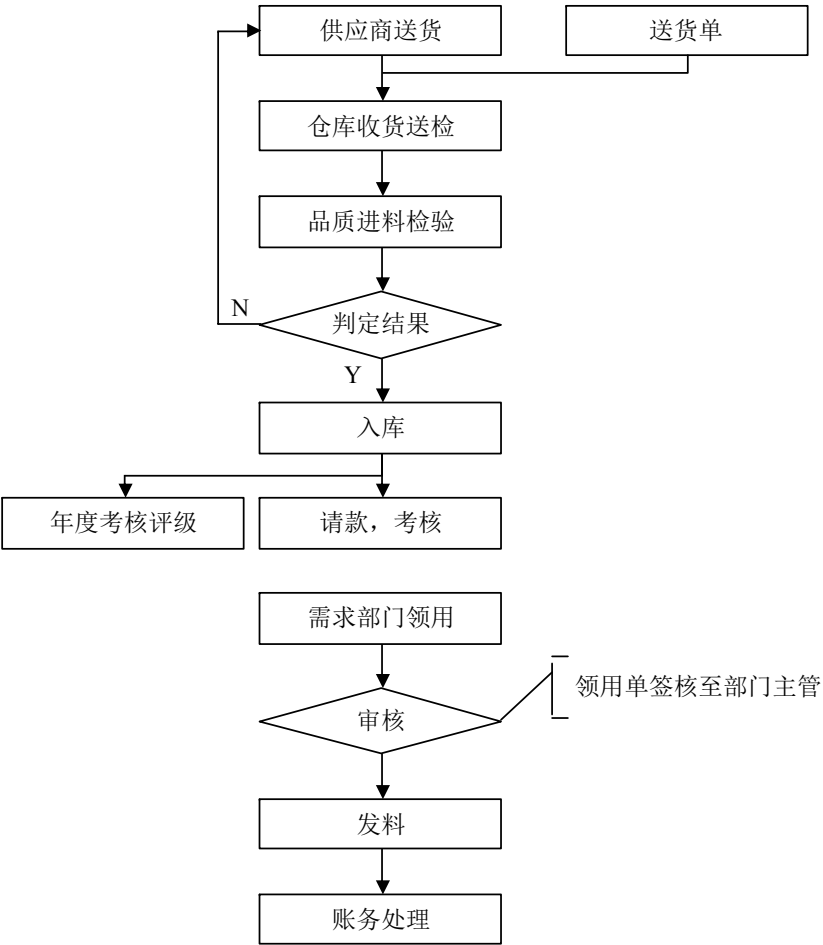 供应商送货
送货单
仓库收货送检
品质进料检验
N
判定结果
Y
入库
年度考核评级
请款，考核
需求部门领用
领用单签核至部门主管
审核
发料
账务处理